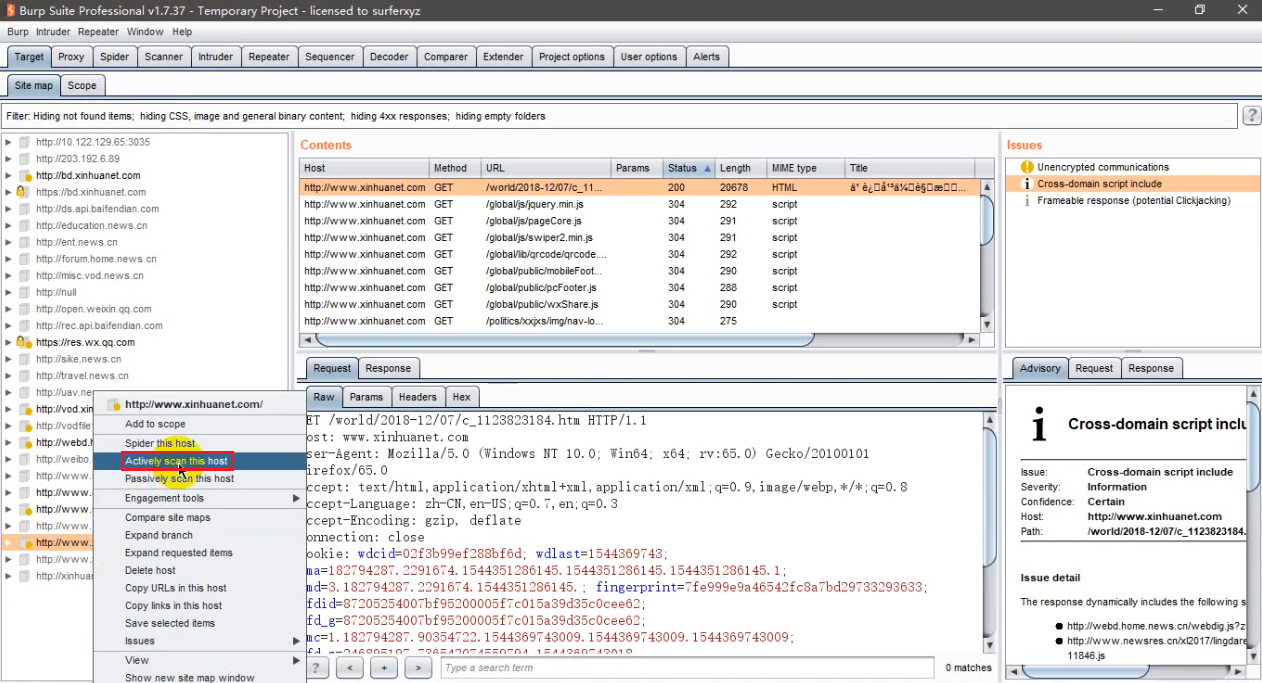 Burp Suite Professional v1.7.37 - Temporary Project - licensed to surferxyz
Burp Intruder Repeater Window Help
Target Proxy Spider Scanner Intruder Repeater Sequencer Decoder Comparer Extender Project options User options Alerts
Site map Scope
Filter: Hiding not found items; hiding CSS, image and general binary content; hiding 4xx responses; hiding empty folders
?
http://10.122.129.65:3035
http://203.192.6.89
http://bd.xinhuanet.com
https://bd.xinhuanet.com
http://ds.api.baifendian.com
http://education.news.cn
http://ent.news.cn
http://forum.home.news.cn
http://misc.vod.news.cn
http://null
http://open.weixin.qq.com
http://rec.api.baifendian.com
https://res.wx.qq.com
http://sike.news.cn
http://travel.news.cn
http://uav.new
http://vod.xin
http://vodfile
http://webd.h
http://weibo.
http://www.
http://www.
http://www.
http://www.
http://www.
http://www.
http://xinhuan
http://www.xinhuanet.com/
Add to scope
Spider this host
Actively scan this host
Passively scan this host
Engagement tools
Compare site maps
Expand branch
Expand requested items
Delete host
Copy URLs in this host
Copy links in this host
Save selected items
Issues
View
Show new site map window
Contents
Host Method URL Params Status Length MIME type Title
http://www.xinhuanet.com GET /world/2018-12/07/c_11... 200 20678 HTML
http://www.xinhuanet.com GET /global/js/jquery.min.js 304 292 script
http://www.xinhuanet.com GET /global/js/pageCore.js 304 291 script
http://www.xinhuanet.com GET /global/js/swiper2.min.js 304 291 script
http://www.xinhuanet.com GET /global/lib/qrcode/qrcode.... 304 292 script
http://www.xinhuanet.com GET /global/public/mobileFoot... 304 290 script
http://www.xinhuanet.com GET /global/public/pcFooter.js 304 288 script
http://www.xinhuanet.com GET /global/public/wxShare.js 304 290 script
http://www.xinhuanet.com GET /politics/xxjxs/img/nav-lo... 304 275
Request Response
Raw Params Headers Hex
ET /world/2018-12/07/c_1123823184.htm HTTP/1.1
ost: www.xinhuanet.com
ser-Agent: Mozilla/5.0 (Windows NT 10.0; Win64; x64; rv:65.0) Gecko/20100101
irefox/65.0
ccept: text/html,application/xhtml+xml,application/xml;q=0.9,image/webp,*/*;q=0.8
ccept-Language: zh-CN,en-US;q=0.7,en;q=0.3
ccept-Encoding: gzip, deflate
onnection: close
ookie: wdcid=02f3b99ef288bf6d; wdlast=1544369743;
ma=182794287.2291674.1544351286145.1544351286145.1544351286145.1;
md=3.182794287.2291674.1544351286145.; fingerprint=7fe999e9a46542fc8a7bd29733293633;
fdid=87205254007bf95200005f7c015a39d35c0cee62;
fd_g=87205254007bf95200005f7c015a39d35c0cee62;
mc=1.182794287.90354722.1544369743009.1544369743009.1544369743009;
? < + > Type a search term 0 matches
Issues
Unencrypted communications
Cross-domain script include
Frameable response (potential Clickjacking)
Advisory Request Response
Cross-domain script inclu
Issue: Cross-domain script include
Severity: Information
Confidence: Certain
Host: http://www.xinhuanet.com
Path: /world/2018-12/07/c_1123823184.
Issue detail
The response dynamically includes the following s
http://webd.home.news.cn/webdig.js?z
http://www.newsres.cn/xl2017/lingdare
11846.js